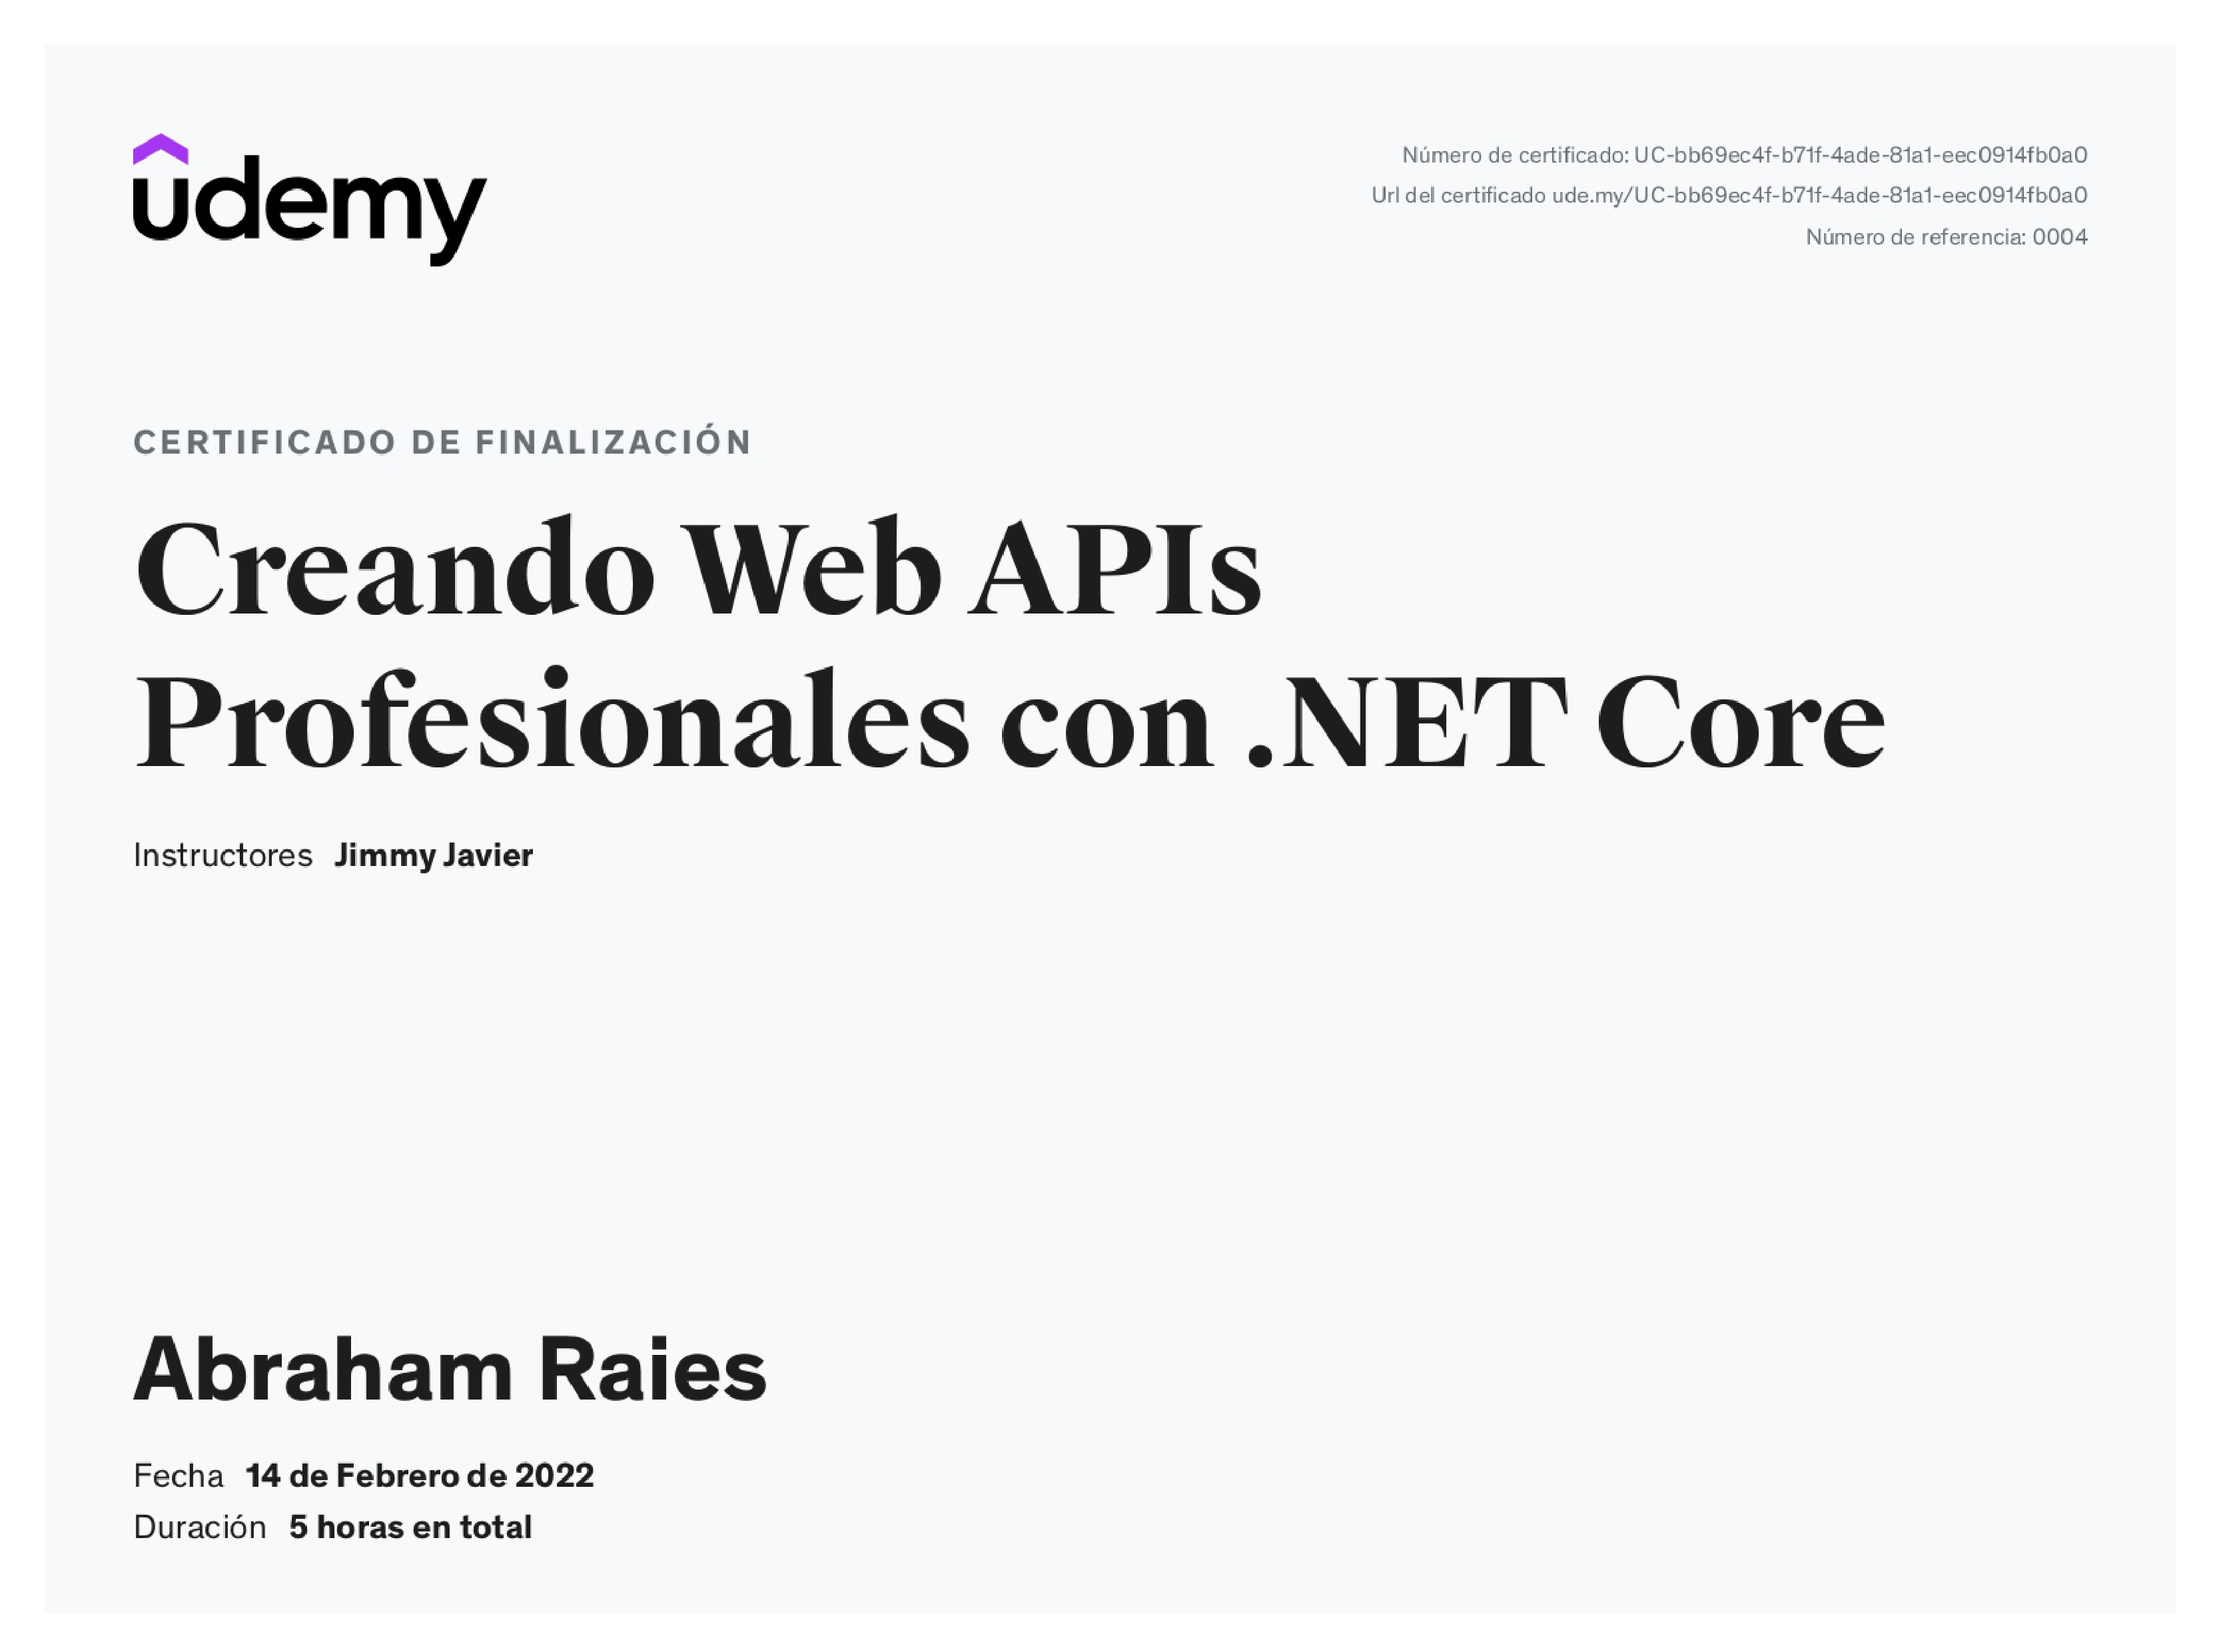 udemy
Número de certificado: UC-bb69ec4f-b71f-4ade-81a1-eec0914fb0a0
Url del certificado ude.my/UC-bb69ec4f-b71f-4ade-81a1-eec0914fb0a0
Número de referencia: 0004
CERTIFICADO DE FINALIZACIÓN
Creando Web APIs
Profesionales con .NET Core
Instructores Jimmy Javier
Abraham Raies
Fecha 14 de Febrero de 2022
Duración 5 horas en total